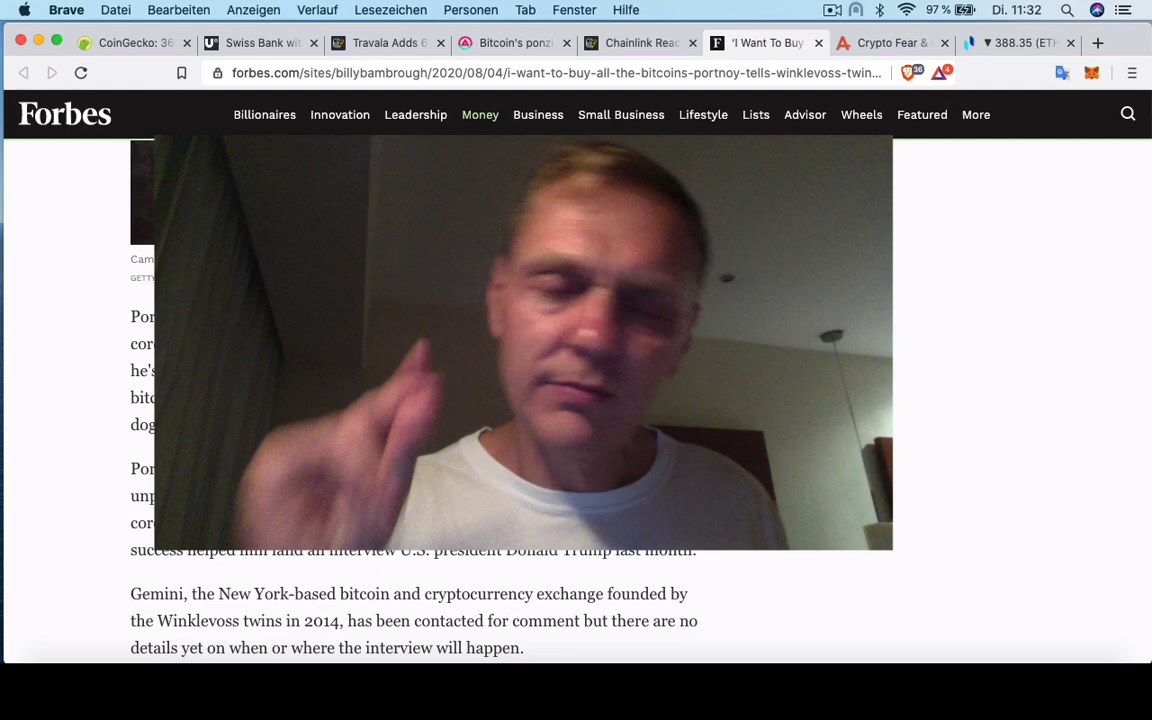 Brave Datei Bearbeiten Anzeigen Verlauf Lesezeichen Personen Tab Fenster Hilfe 97 % Di. 11:32
CoinGecko: 36 Swiss Bank wit Travala Adds 6 Bitcoin's ponzi Chainlink Reac 'I Want To Buy Crypto Fear & ▼ 388.35 (ETH
forbes.com/sites/billybambrough/2020/08/04/i-want-to-buy-all-the-bitcoins-portnoy-tells-winklevoss-twin... 36 4
Forbes Billionaires Innovation Leadership Money Business Small Business Lifestyle Lists Advisor Wheels Featured More
Cam
GETTY
Por
cor
he's
bitc
dog
Por
unp
cor
success helped him land an interview U.S. president Donald Trump last month.
Gemini, the New York-based bitcoin and cryptocurrency exchange founded by
the Winklevoss twins in 2014, has been contacted for comment but there are no
details yet on when or where the interview will happen.